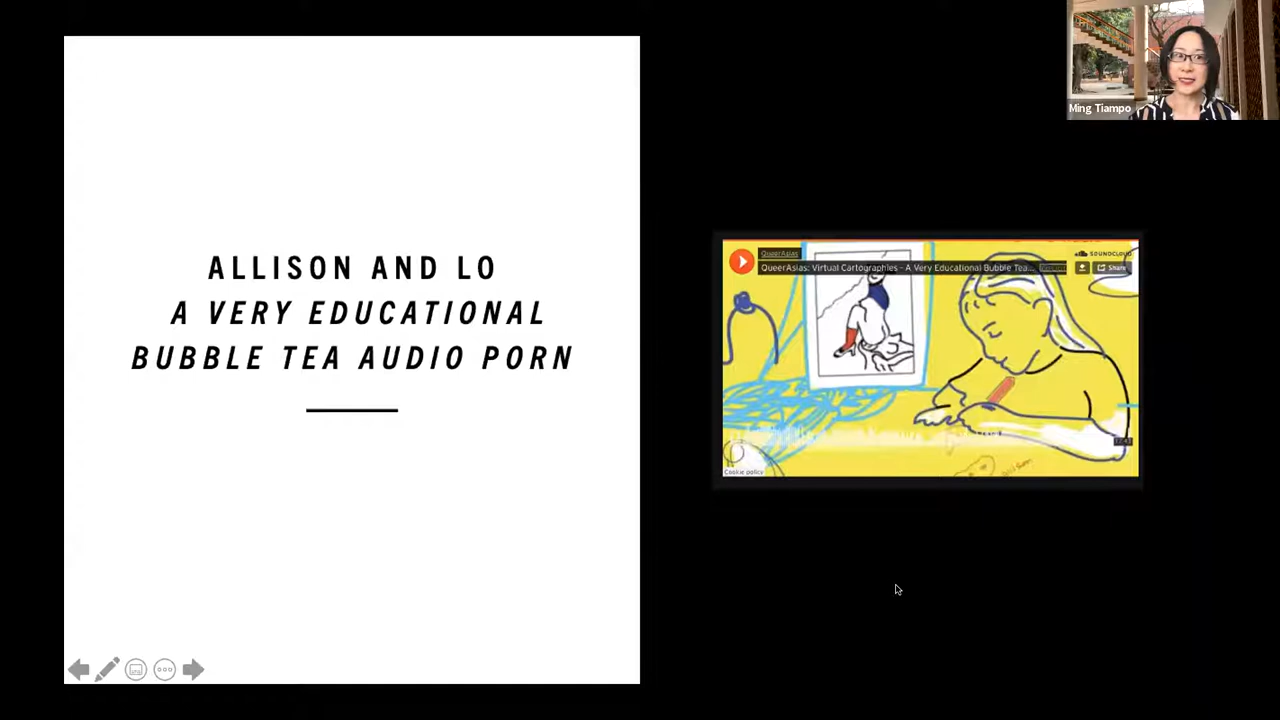 ALLISON AND LO
A VERY EDUCATIONAL
BUBBLE TEA AUDIO PORN
Ming Tiampo
QueerAsias
SOUNDCLOUD
QueerAsias: Virtual Cartographies - A Very Educational Bubble Tea...
Share
Cookie policy